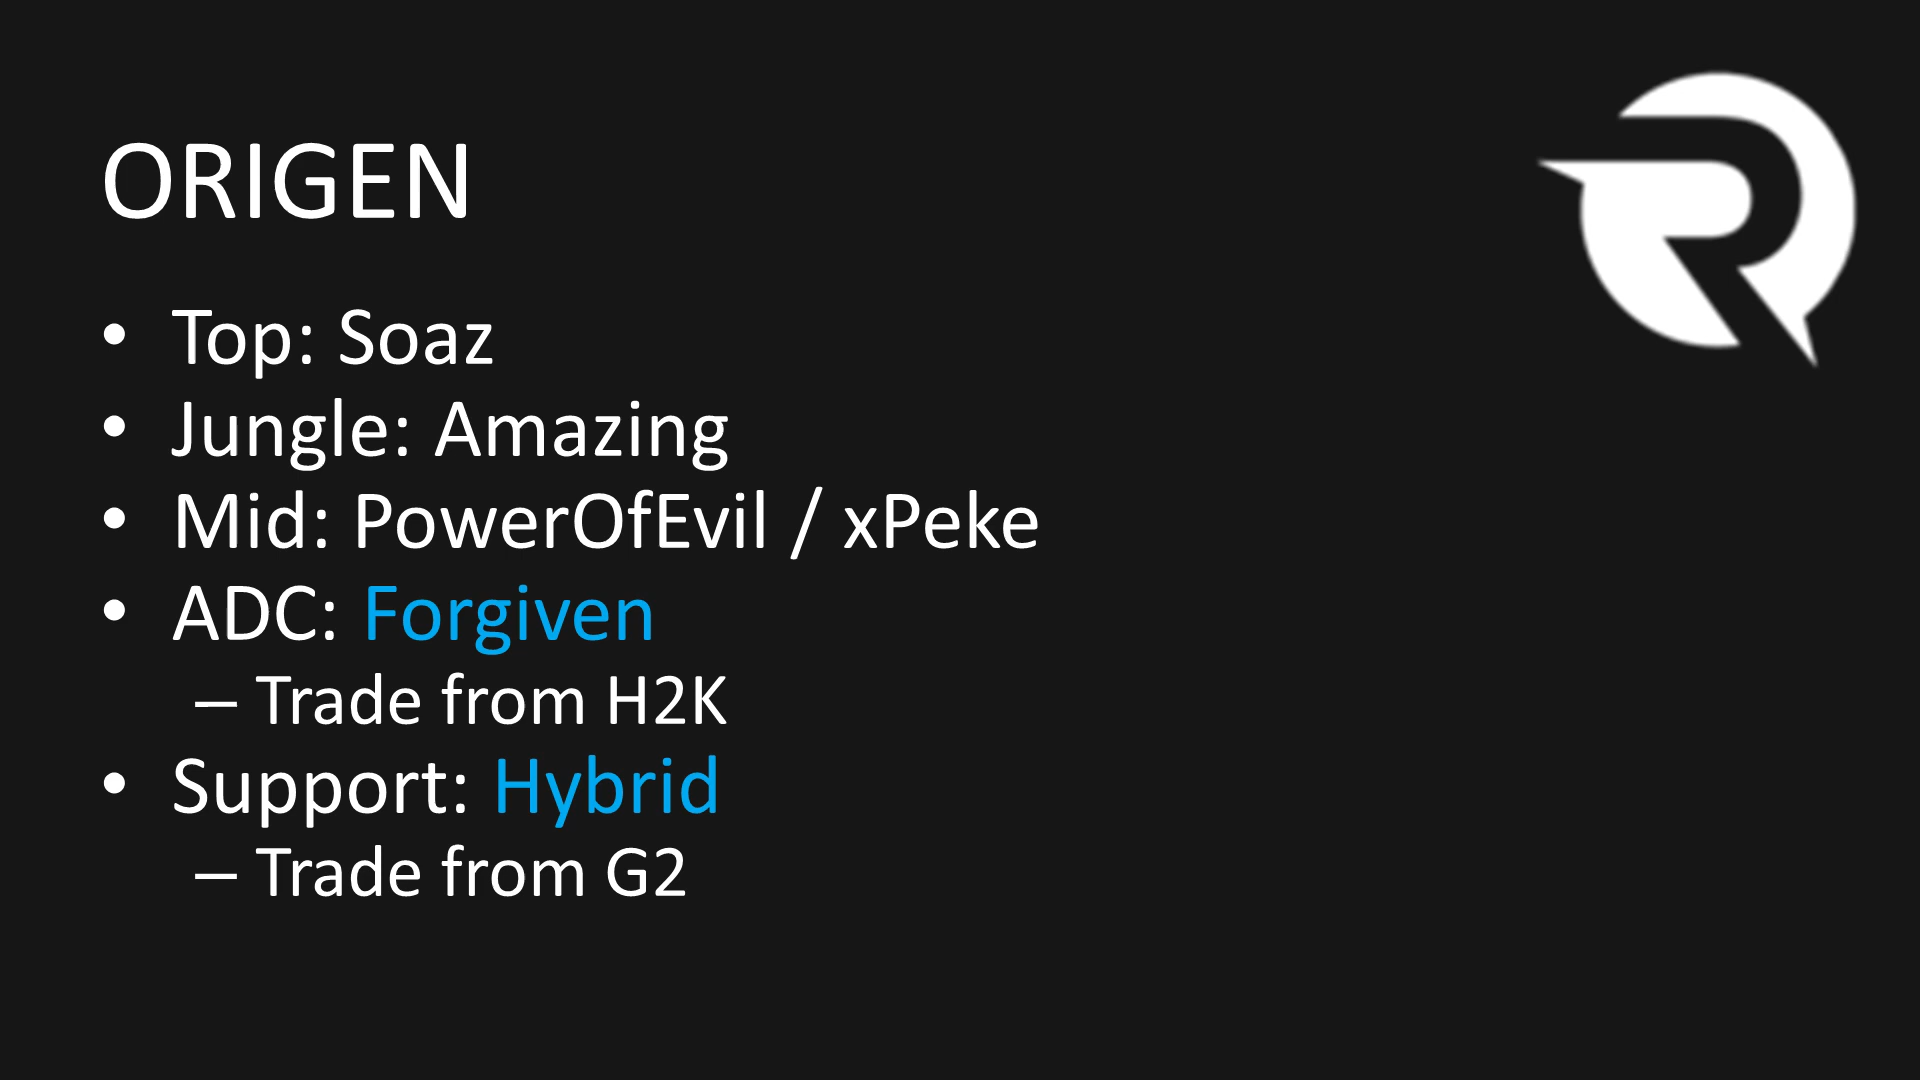 ORIGEN
• Top: Soaz
• Jungle: Amazing
• Mid: PowerOfEvil / xPeke
• ADC: Forgiven
– Trade from H2K
• Support: Hybrid
– Trade from G2